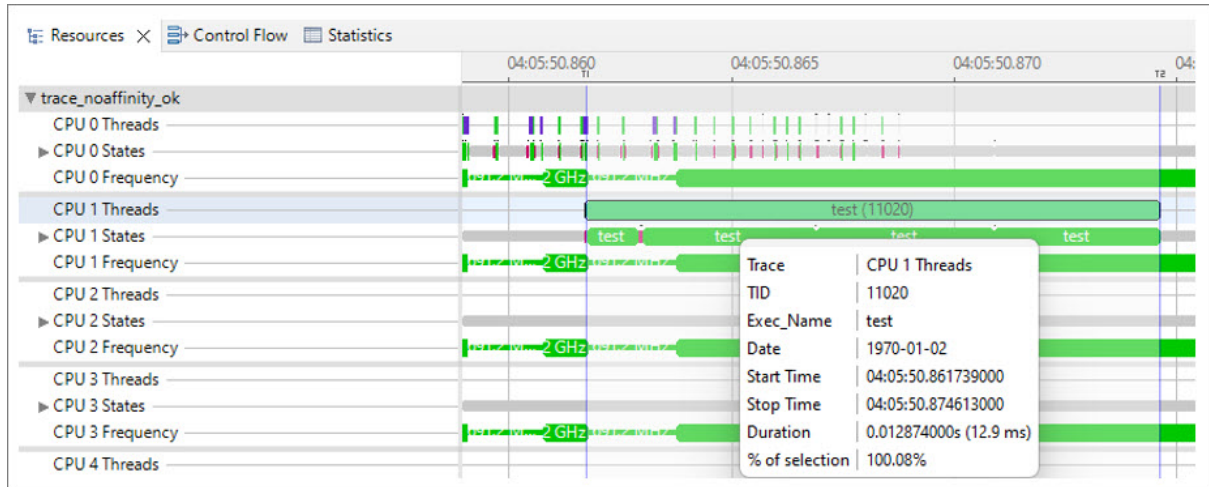 Resources Control Flow Statistics
04:05:50.860 04:05:50.865 04:05:50.870 04:
T1 T2
trace_noaffinity_ok
CPU 0 Threads
CPU 0 States
CPU 0 Frequency 2 GHz
CPU 1 Threads test (11020)
CPU 1 States test test test test
CPU 1 Frequency 2 GHz
CPU 2 Threads
CPU 2 States
CPU 2 Frequency 2 GHz
CPU 3 Threads
CPU 3 States
CPU 3 Frequency 2 GHz
CPU 4 Threads
Trace CPU 1 Threads
TID 11020
Exec_Name test
Date 1970-01-02
Start Time 04:05:50.861739000
Stop Time 04:05:50.874613000
Duration 0.012874000s (12.9 ms)
% of selection 100.08%